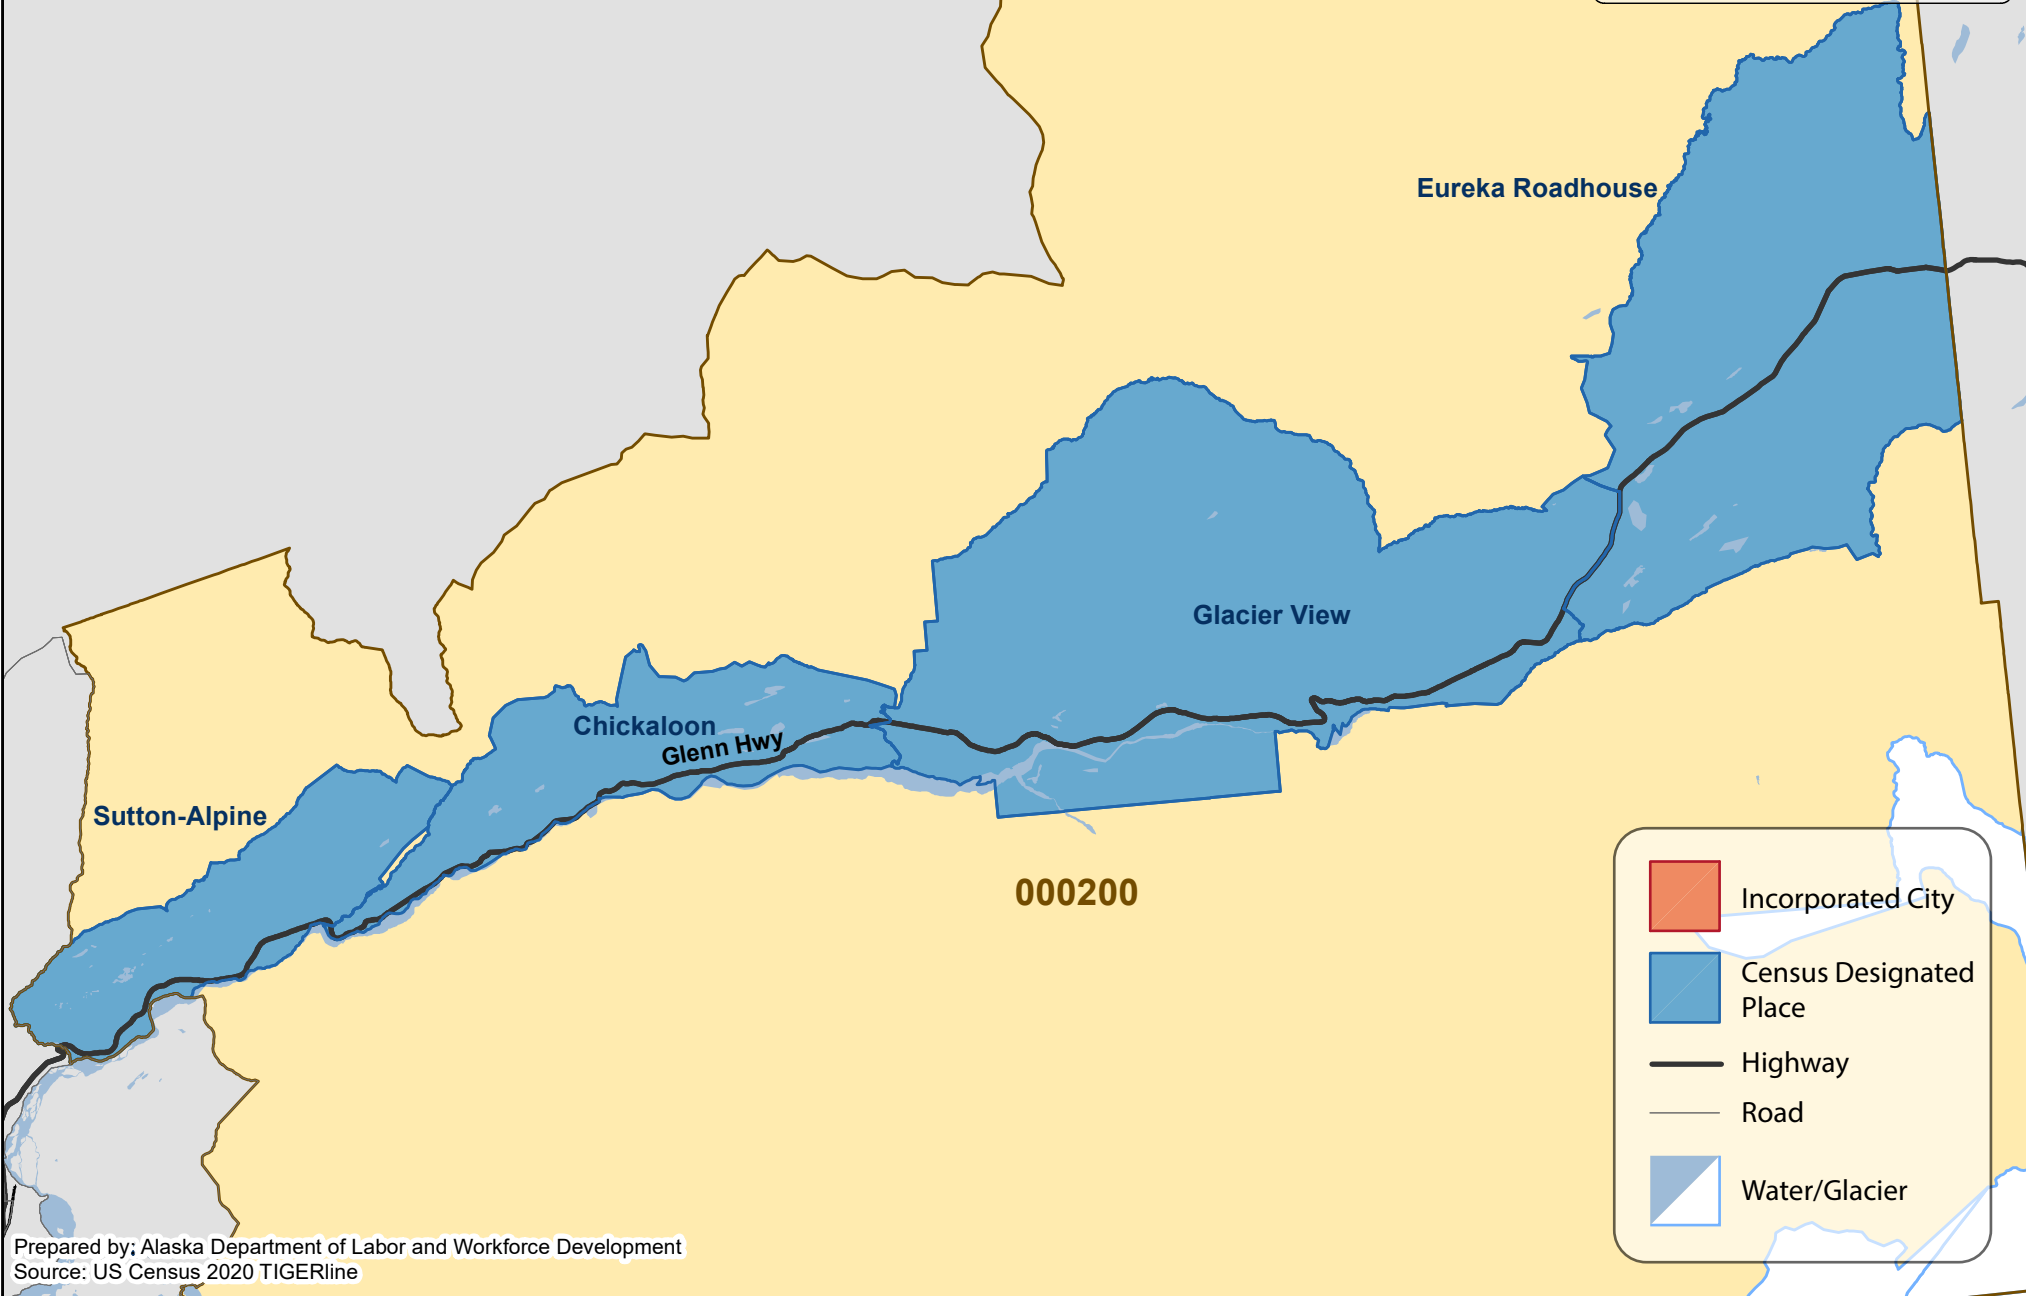 Eureka Roadhouse
Glacier View
Chickaloon
Glenn Hwy
Sutton-Alpine
000200
Incorporated City
Census Designated
Place
Highway
Road
Water/Glacier
Prepared by: Alaska Department of Labor and Workforce Development
Source: US Census 2020 TIGERline